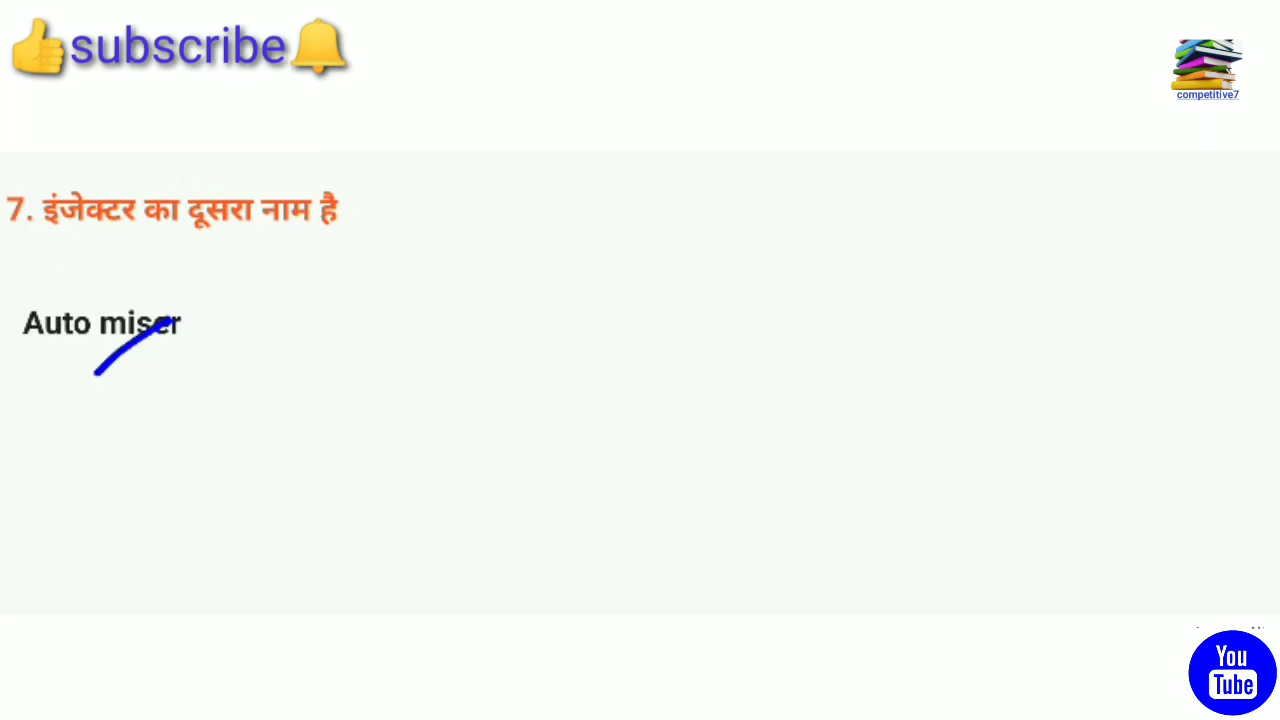 👍subscribe🔔
competitive7
7. इंजेक्टर का दूसरा नाम है
Auto miser
You
Tube